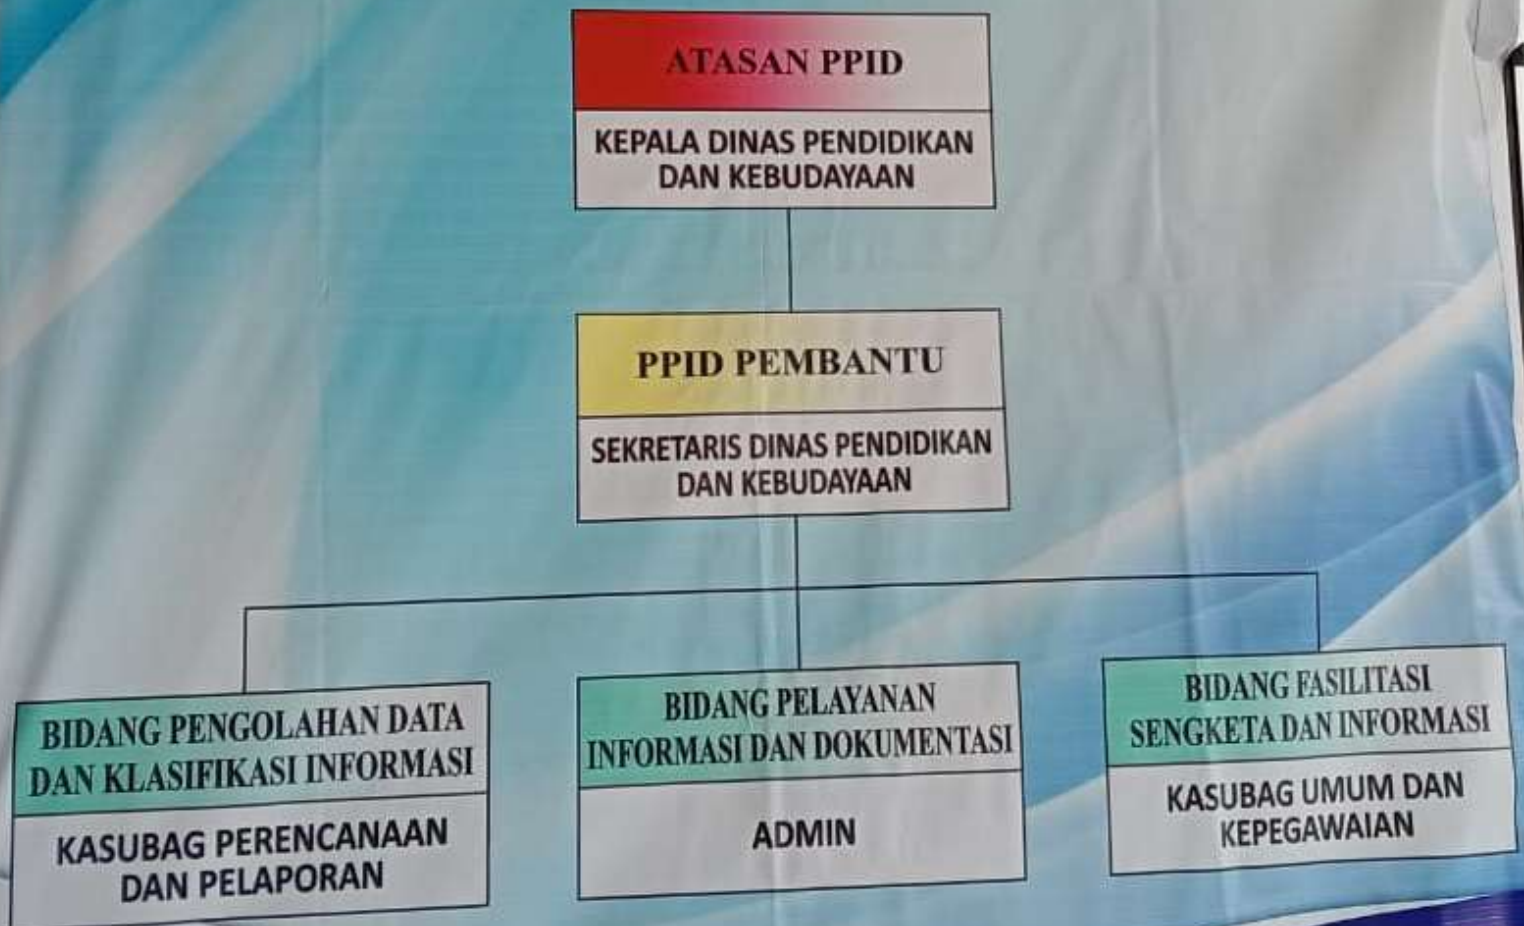 ATASAN PPID
KEPALA DINAS PENDIDIKAN
DAN KEBUDAYAAN
PPID PEMBANTU
SEKRETARIS DINAS PENDIDIKAN
DAN KEBUDAYAAN
BIDANG PENGOLAHAN DATA
DAN KLASIFIKASI INFORMASI
KASUBAG PERENCANAAN
DAN PELAPORAN
BIDANG PELAYANAN
INFORMASI DAN DOKUMENTASI
ADMIN
BIDANG FASILITASI
SENGKETA DAN INFORMASI
KASUBAG UMUM DAN
KEPEGAWAIAN